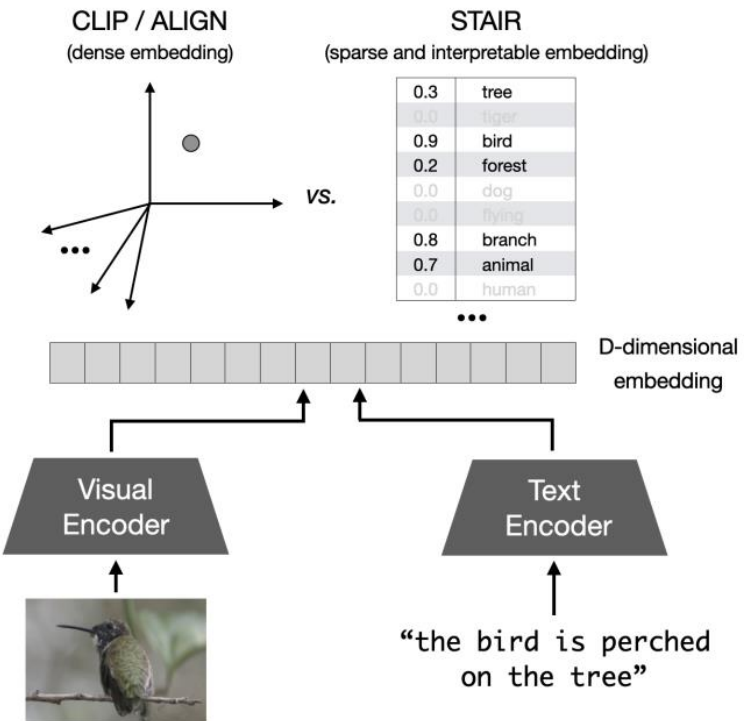 CLIP / ALIGN
(dense embedding)
STAIR
(sparse and interpretable embedding)
vs.
0.3 tree
0.0 tiger
0.9 bird
0.2 forest
0.0 dog
0.0 flying
0.8 branch
0.7 animal
0.0 human
D-dimensional
embedding
Visual
Encoder
Text
Encoder
“the bird is perched
on the tree”